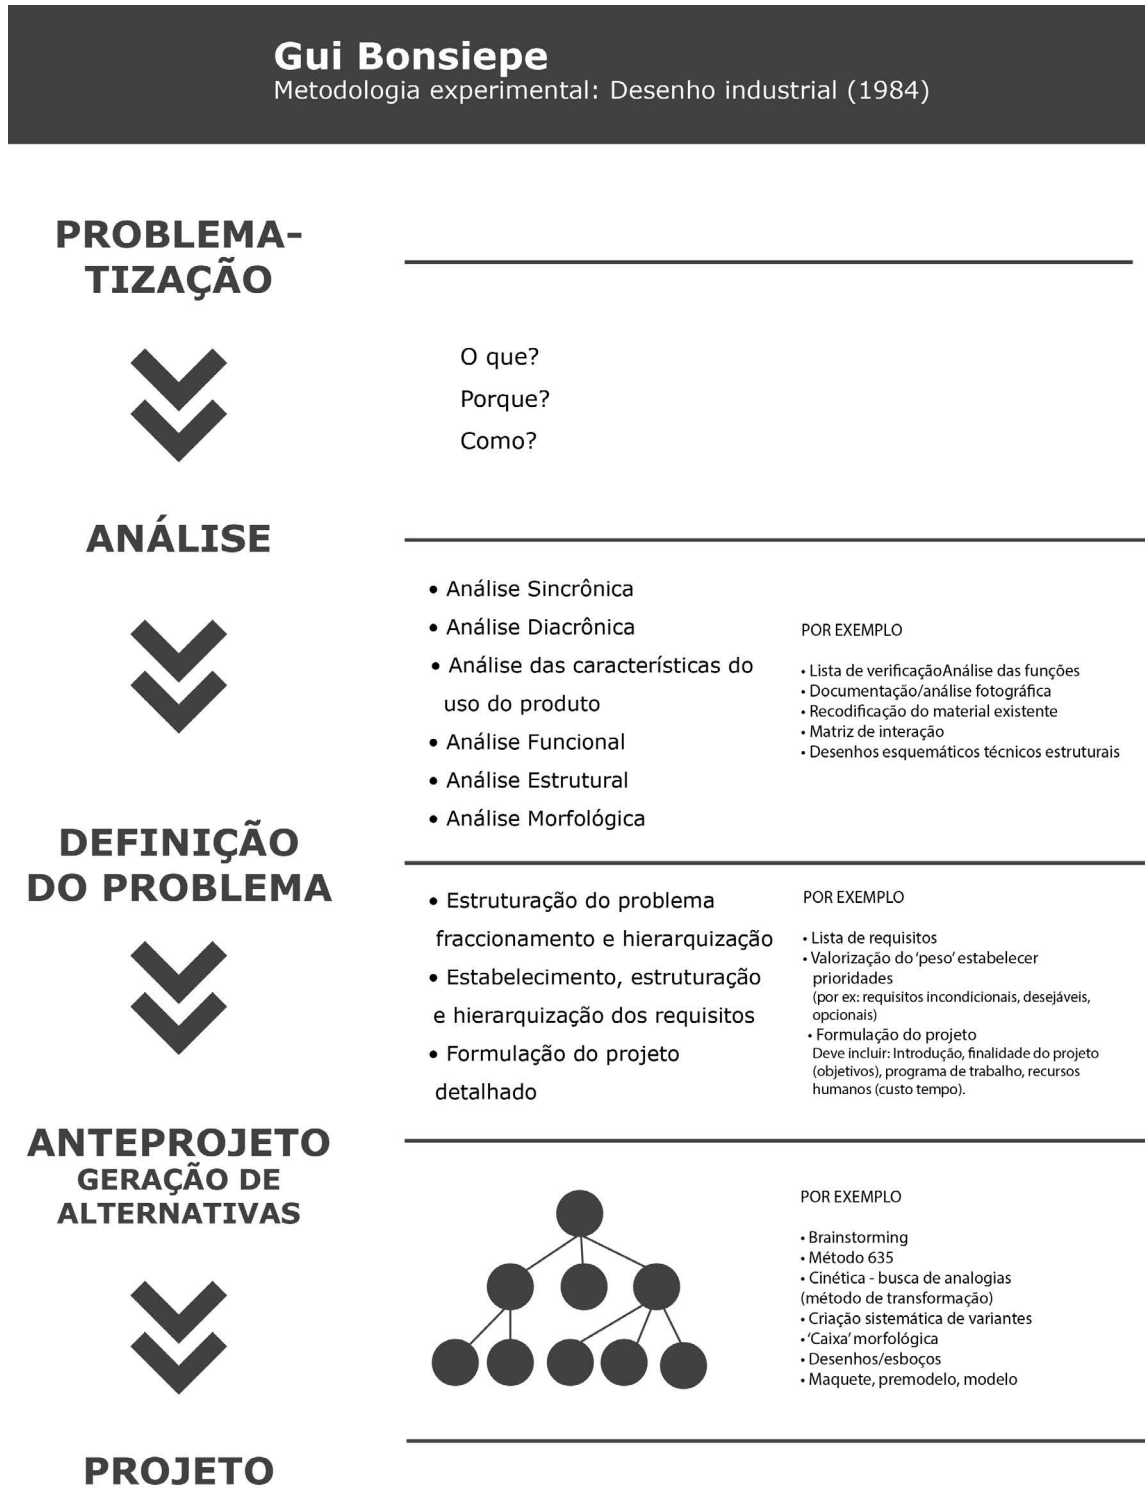 Gui Bonsiepe
Metodologia experimental: Desenho industrial (1984)
PROBLEMA-
TIZAÇÃO
O que?
Porque?
Como?
ANÁLISE
• Análise Sincrônica
• Análise Diacrônica
• Análise das características do
uso do produto
• Análise Funcional
• Análise Estrutural
• Análise Morfológica
POR EXEMPLO
• Lista de verificaçãoAnálise das funções
• Documentação/análise fotográfica
• Recodificação do material existente
• Matriz de interação
• Desenhos esquemáticos técnicos estruturais
DEFINIÇÃO
DO PROBLEMA
• Estruturação do problema
fraccionamento e hierarquização
• Estabelecimento, estruturação
e hierarquização dos requisitos
• Formulação do projeto
detalhado
POR EXEMPLO
• Lista de requisitos
• Valorização do ‘peso’ estabelecer
prioridades
(por ex: requisitos incondicionais, desejáveis,
opcionais)
• Formulação do projeto
Deve incluir: Introdução, finalidade do projeto
(objetivos), programa de trabalho, recursos
humanos (custo tempo).
ANTEPROJETO
GERAÇÃO DE
ALTERNATIVAS
POR EXEMPLO
• Brainstorming
• Método 635
• Cinética - busca de analogias
(método de transformação)
• Criação sistemática de variantes
• ‘Caixa’ morfológica
• Desenhos/esboços
• Maquete, premodelo, modelo
PROJETO